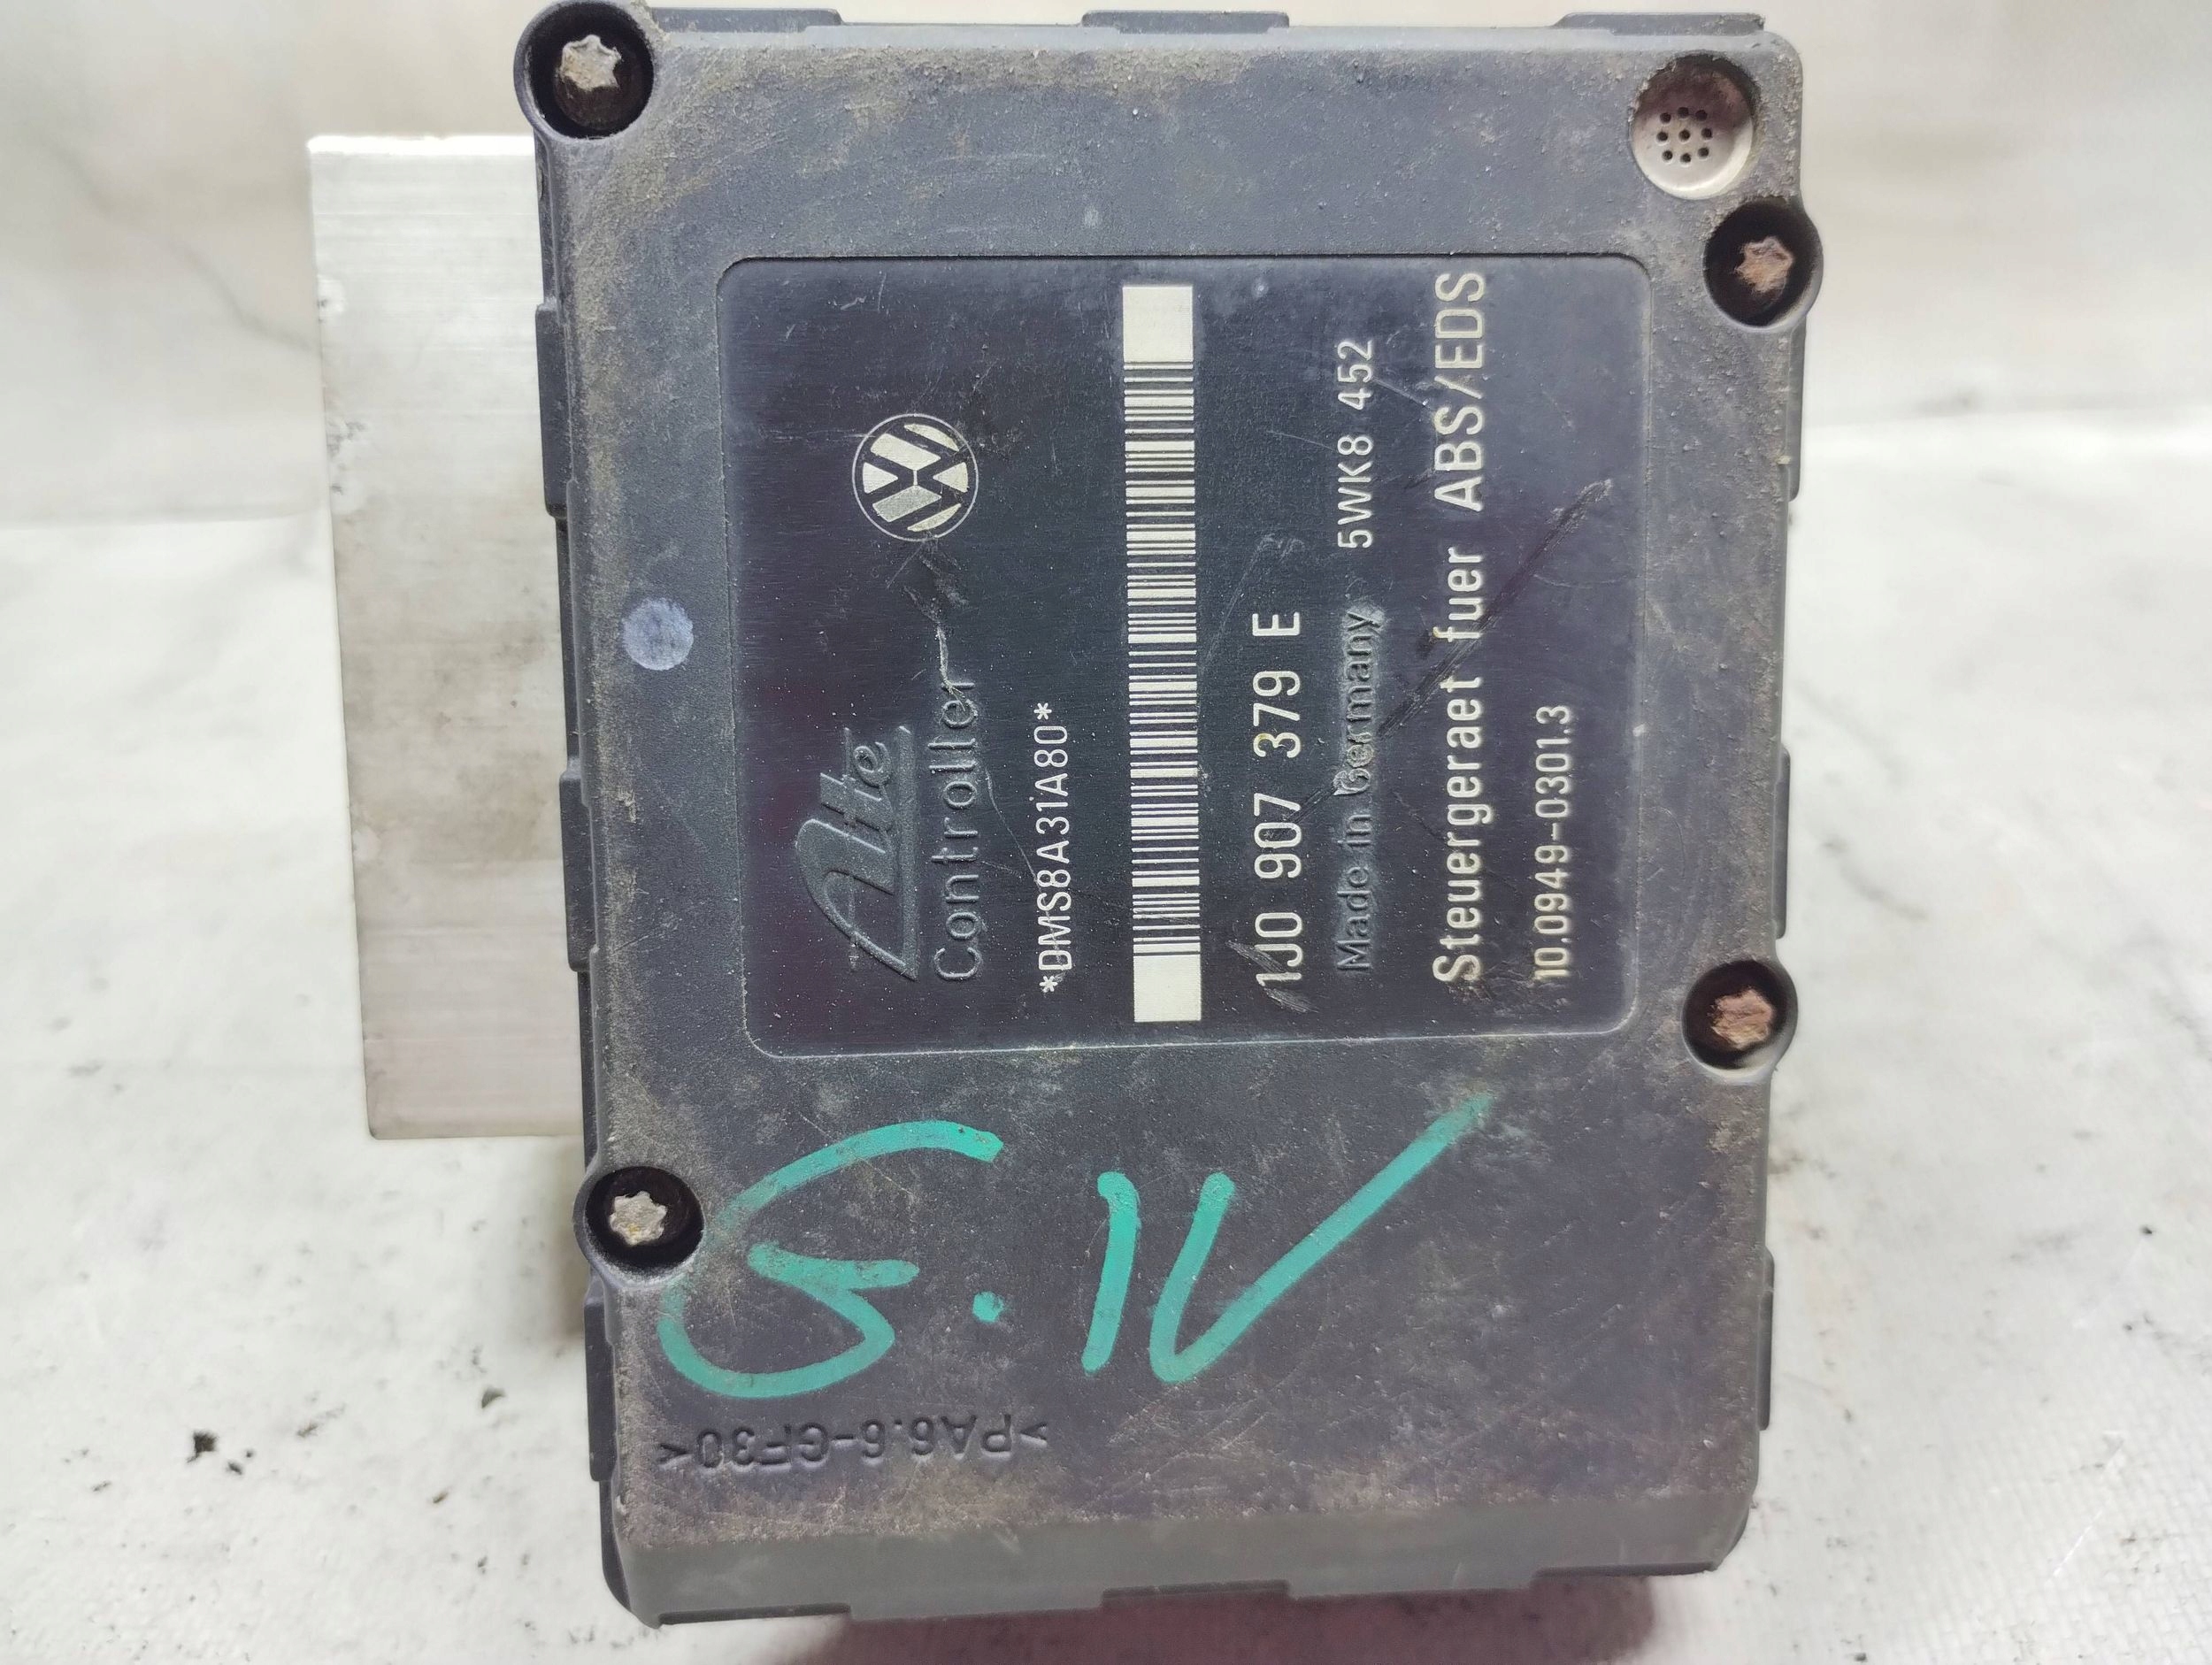 Ate
Controller
*DMS8A31A80*
1J0 907 379 E
Made in Germany 5WK8 452
Steuergeraet fuer ABS/EDS
10.0949-0301.3
>PA6.6-GF30<